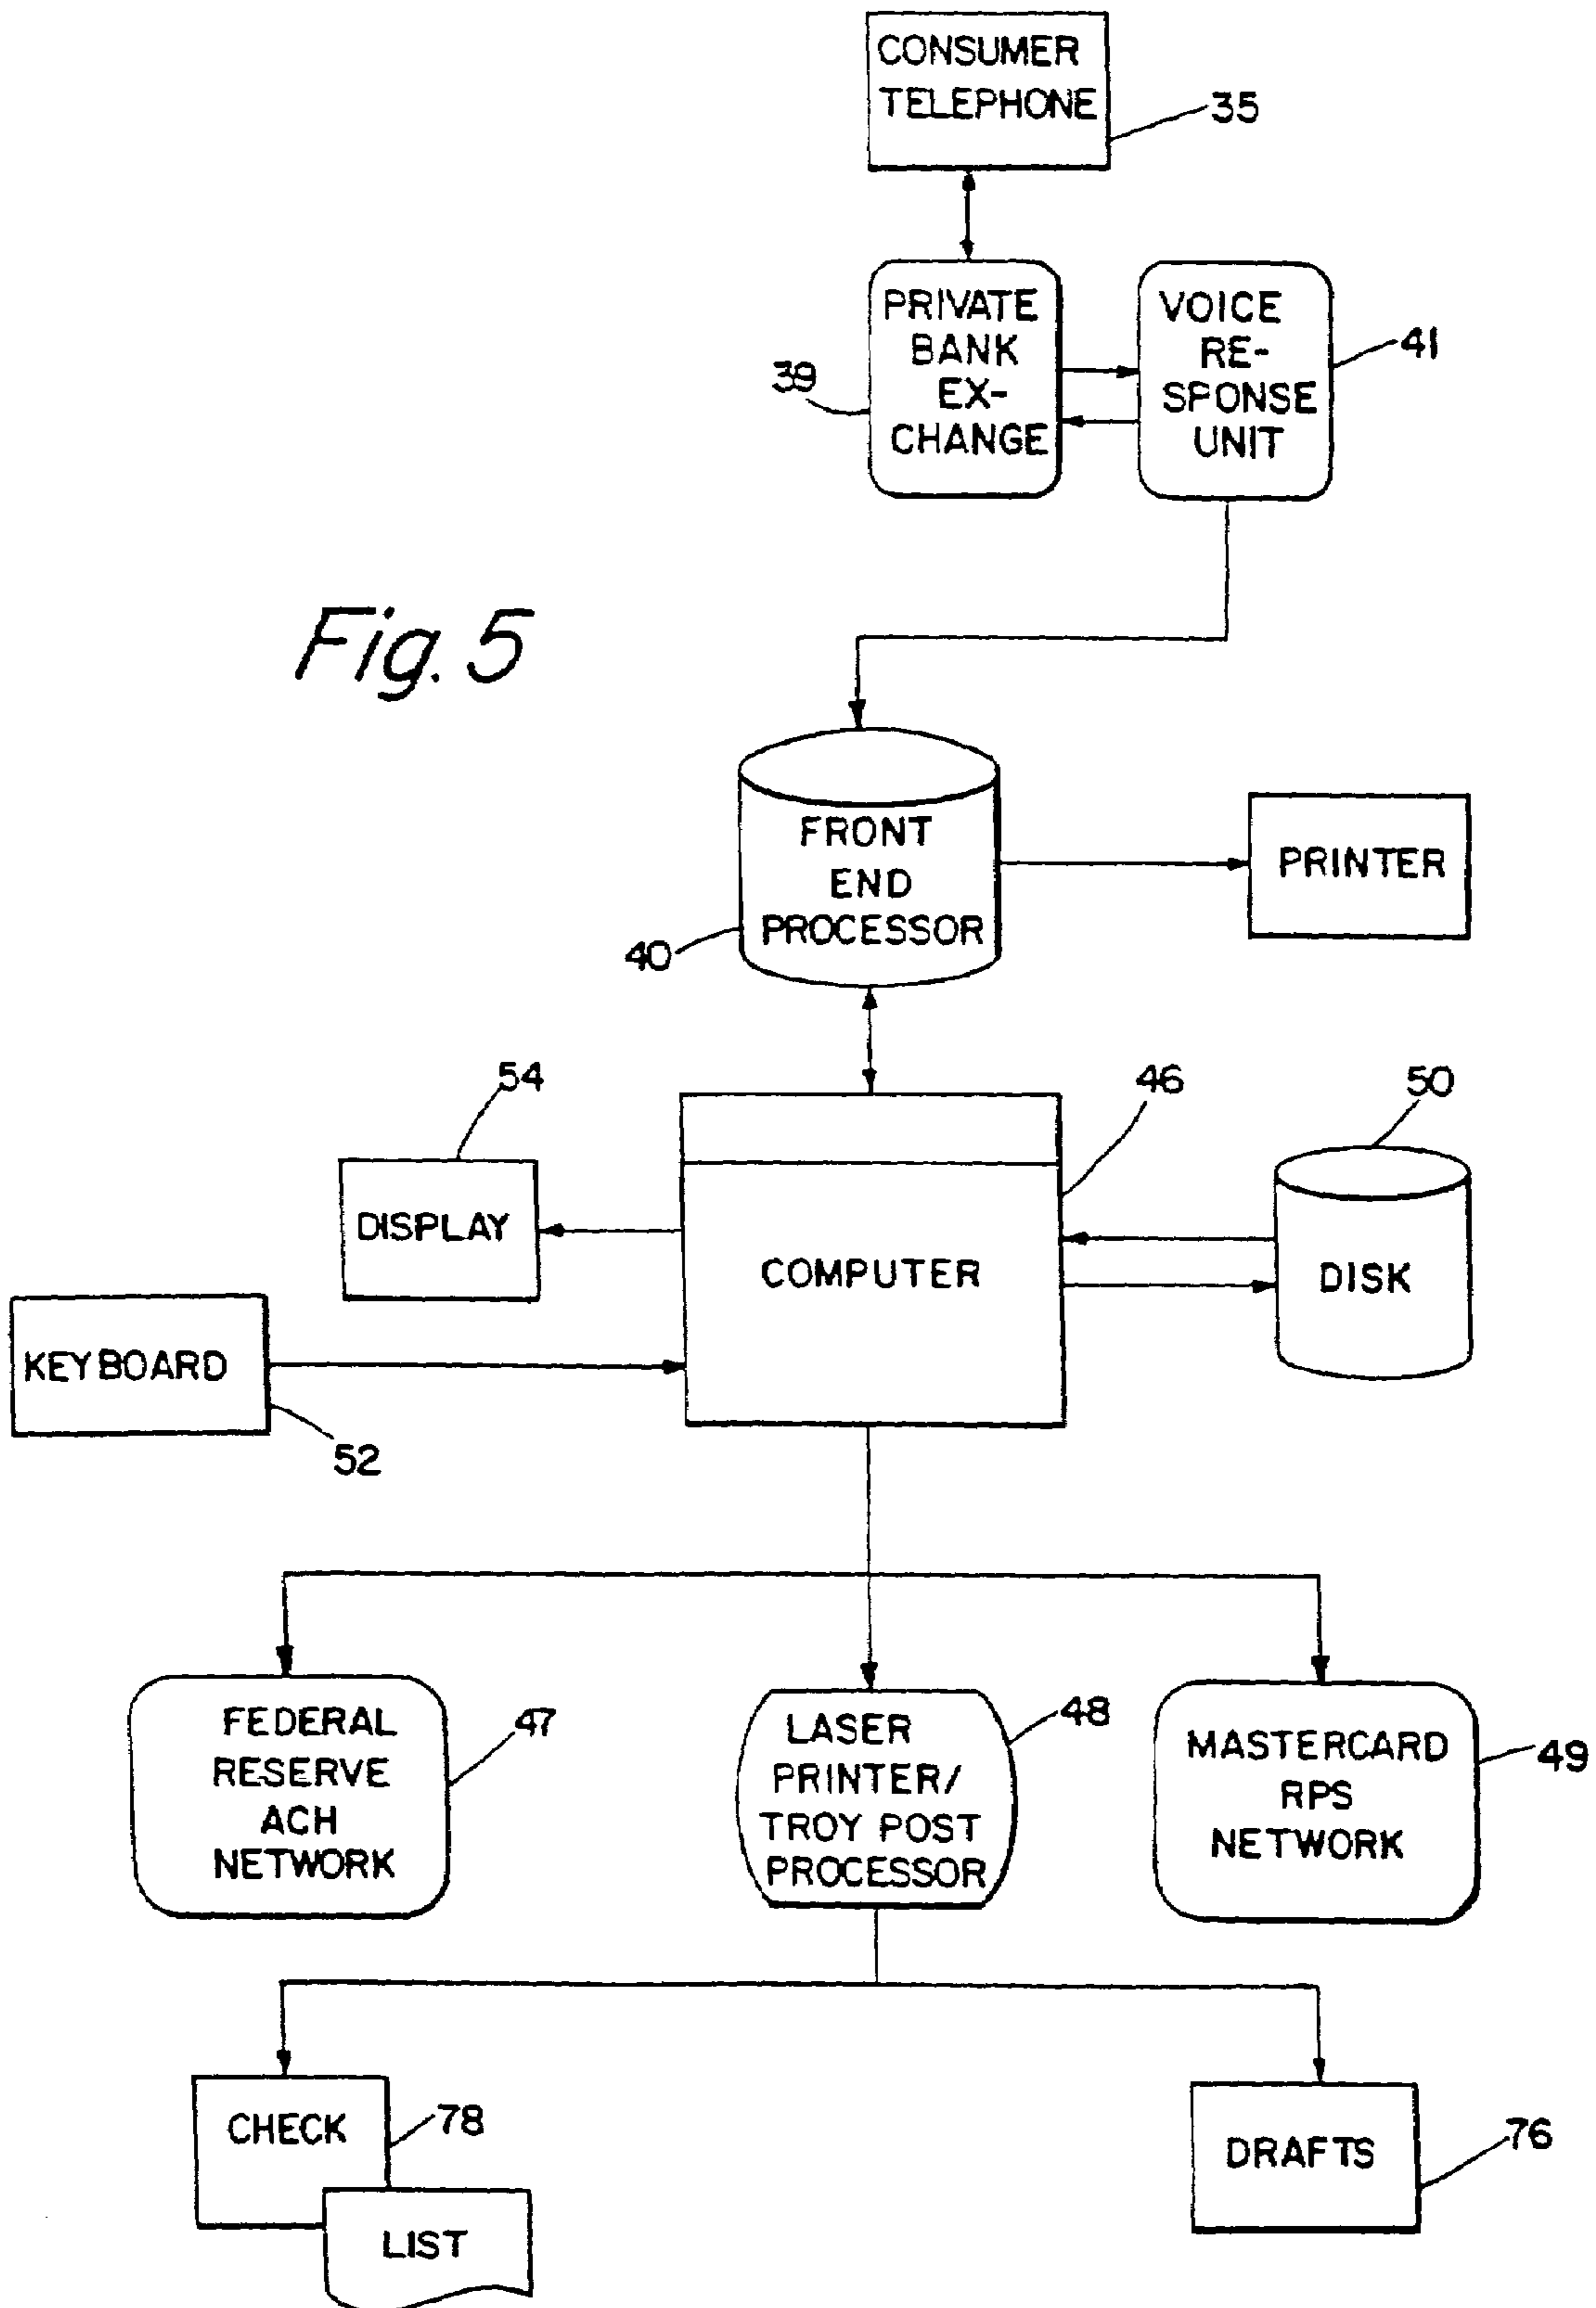 CONSUMER
TELEPHONE
35
PRIVATE
BANK
EX-
CHANGE
39
VOICE
RE-
SPONSE
UNIT
41
Fig. 5
FRONT
END
PROCESSOR
40
PRINTER
54
DISPLAY
46
COMPUTER
50
DISK
KEYBOARD
52
FEDERAL
RESERVE
ACH
NETWORK
47
LASER
PRINTER/
TROY POST
PROCESSOR
48
MASTERCARD
RPS
NETWORK
49
CHECK
78
LIST
DRAFTS
76